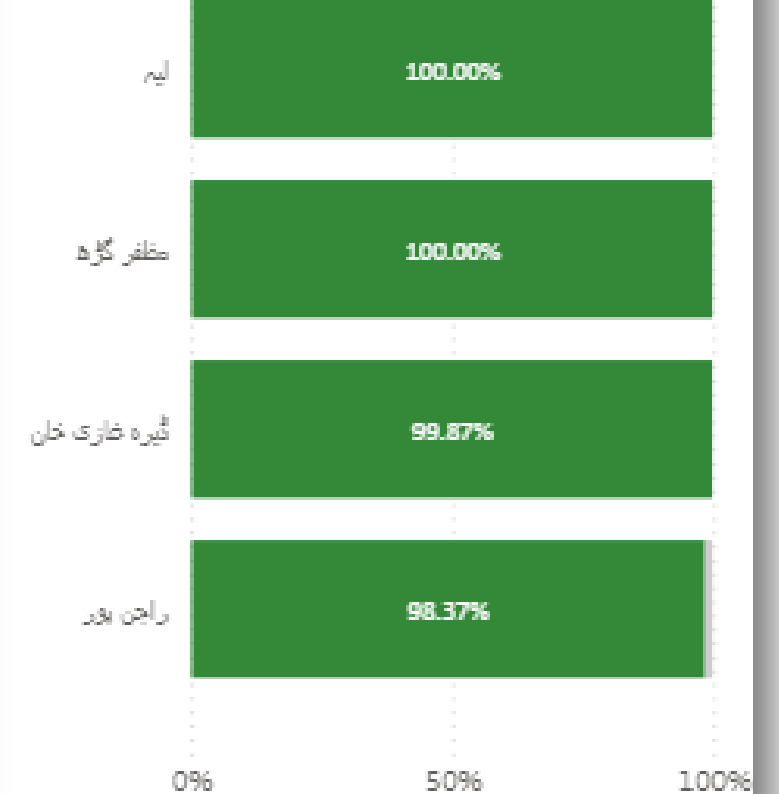 لیہ 100.00%
مظفر گڑھ 100.00%
ڈیرہ غازی خان 99.87%
راجن پور 98.37%
0% 50% 100%